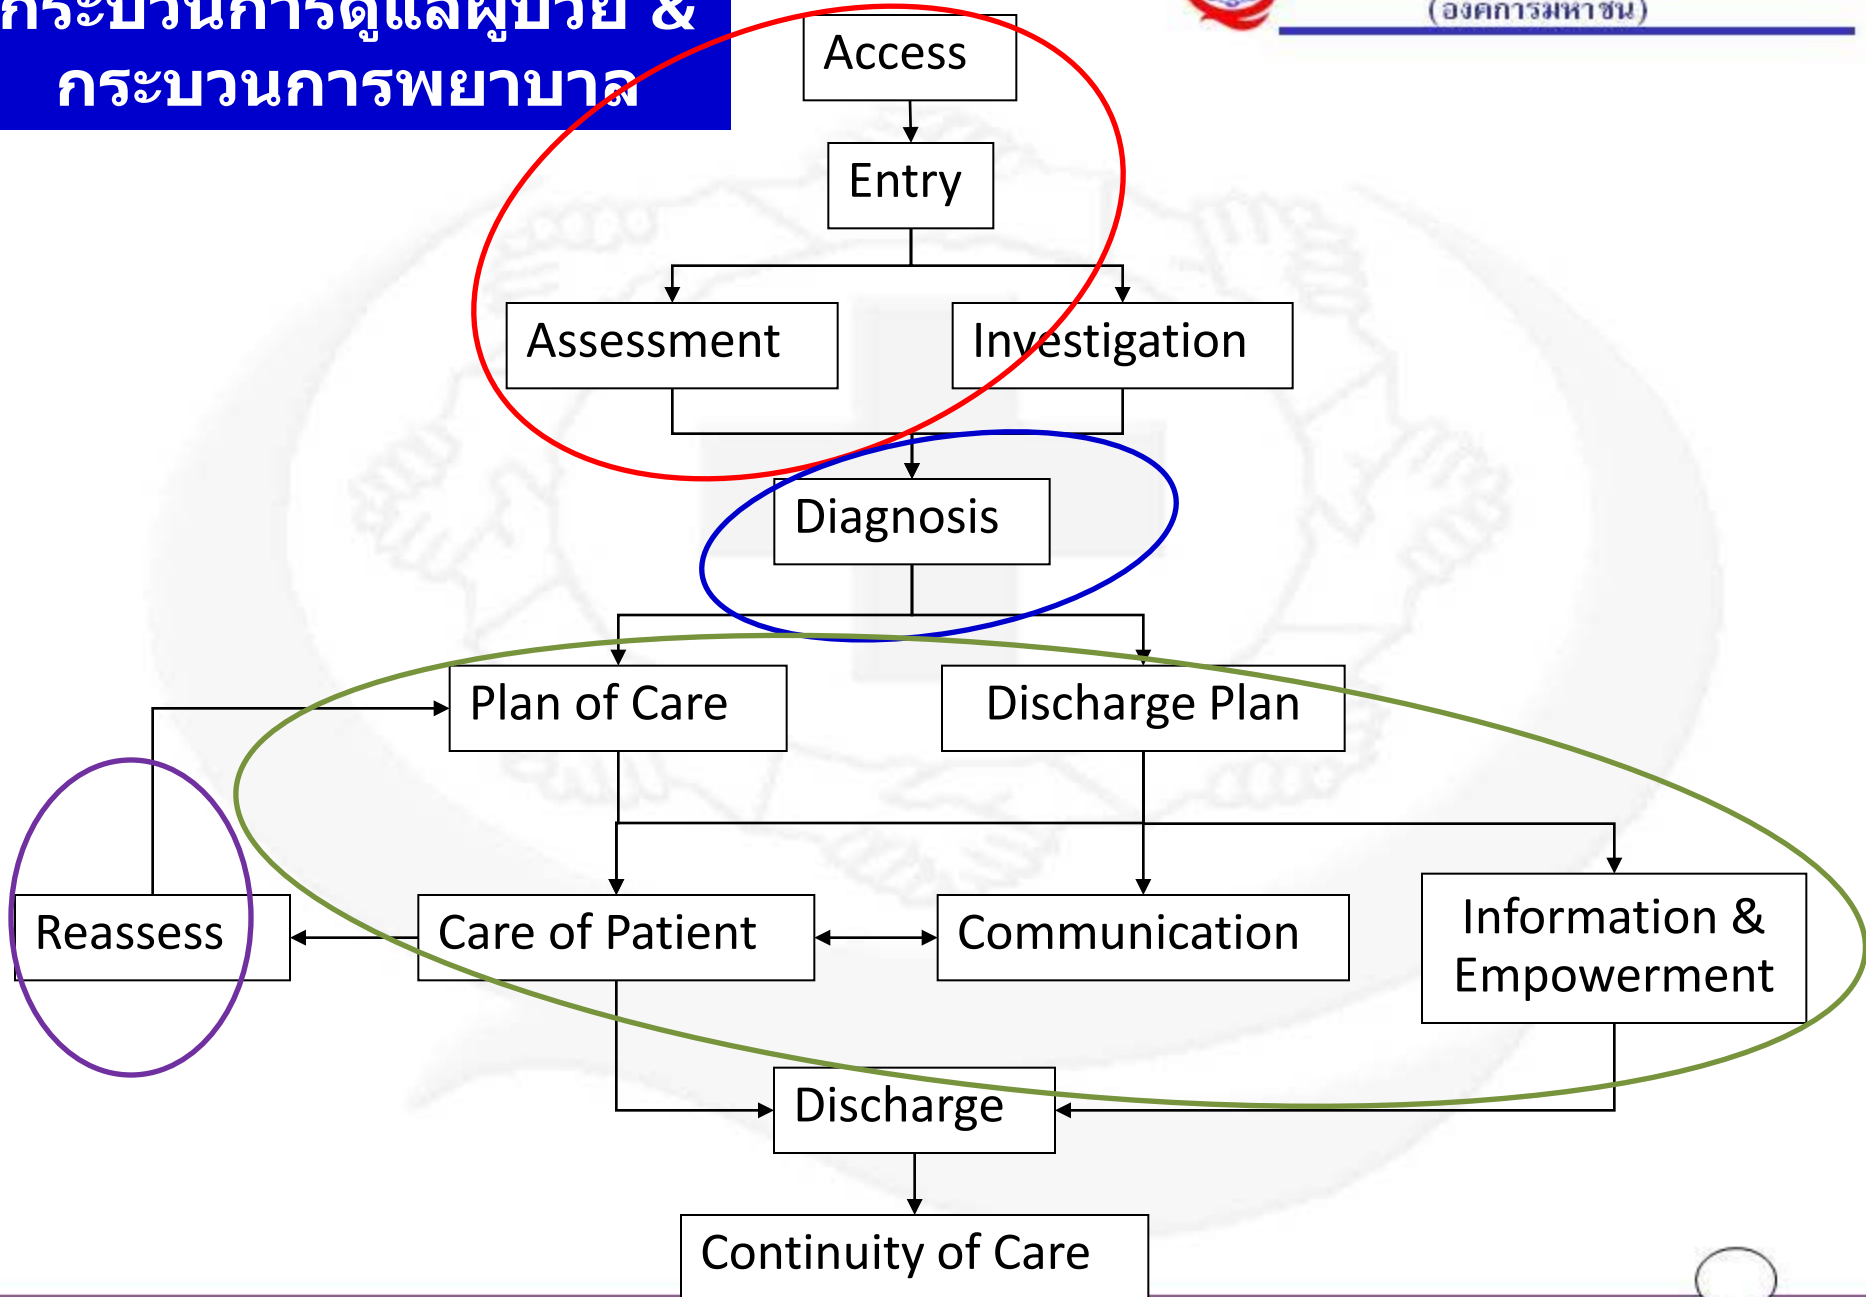 กระบวนการดูแลผู้ป่วย &
กระบวนการพยาบาล
(องค์การมหาชน)
Access
Entry
Assessment
Investigation
Diagnosis
Plan of Care
Discharge Plan
Reassess
Care of Patient
Communication
Information &
Empowerment
Discharge
Continuity of Care